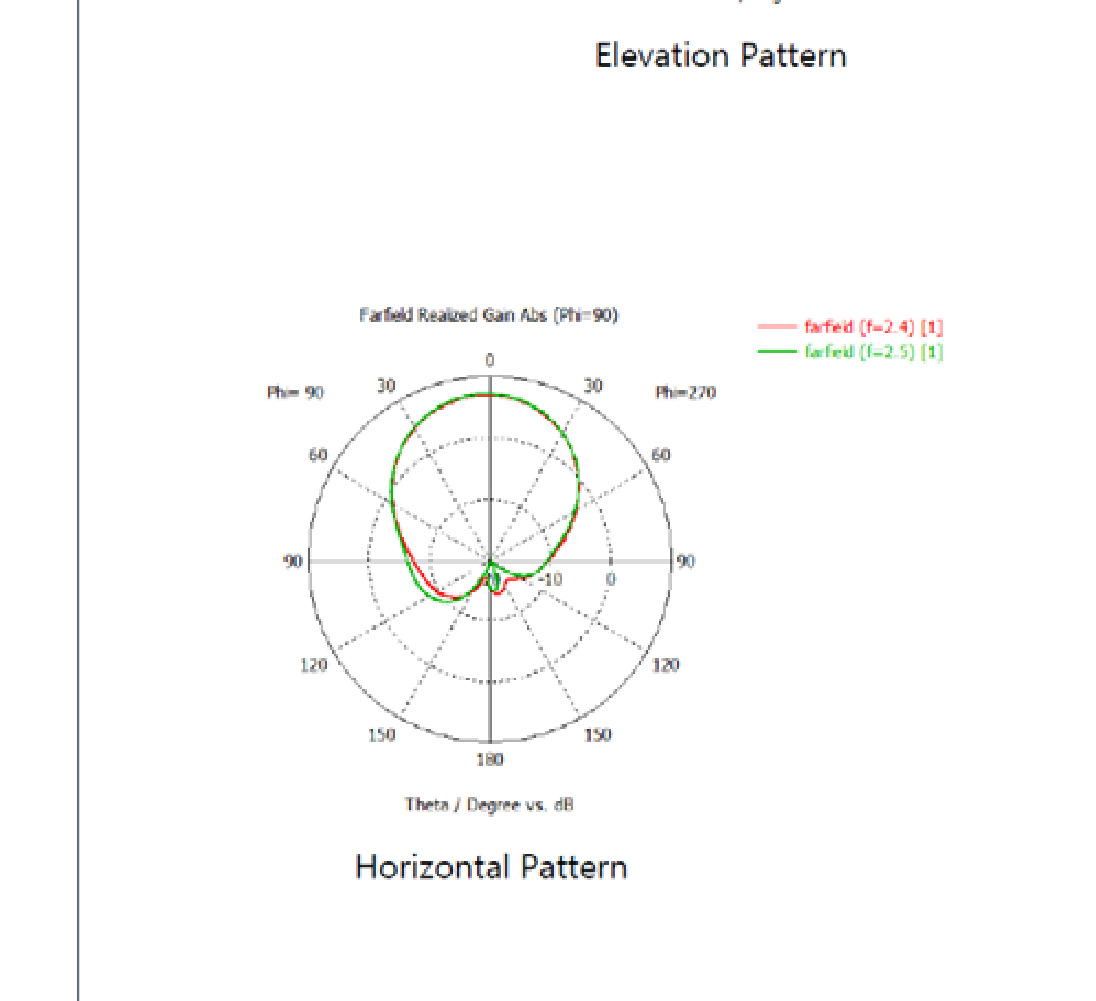 Elevation Pattern
Farfield Realized Gain Abs (Phi=90)
farfield (f=2.4) [1]
farfield (f=2.5) [1]
0
Phi= 90
30
30
Phi=270
60
60
90
90
-10
0
120
120
150
150
180
Theta / Degree vs. dB
Horizontal Pattern